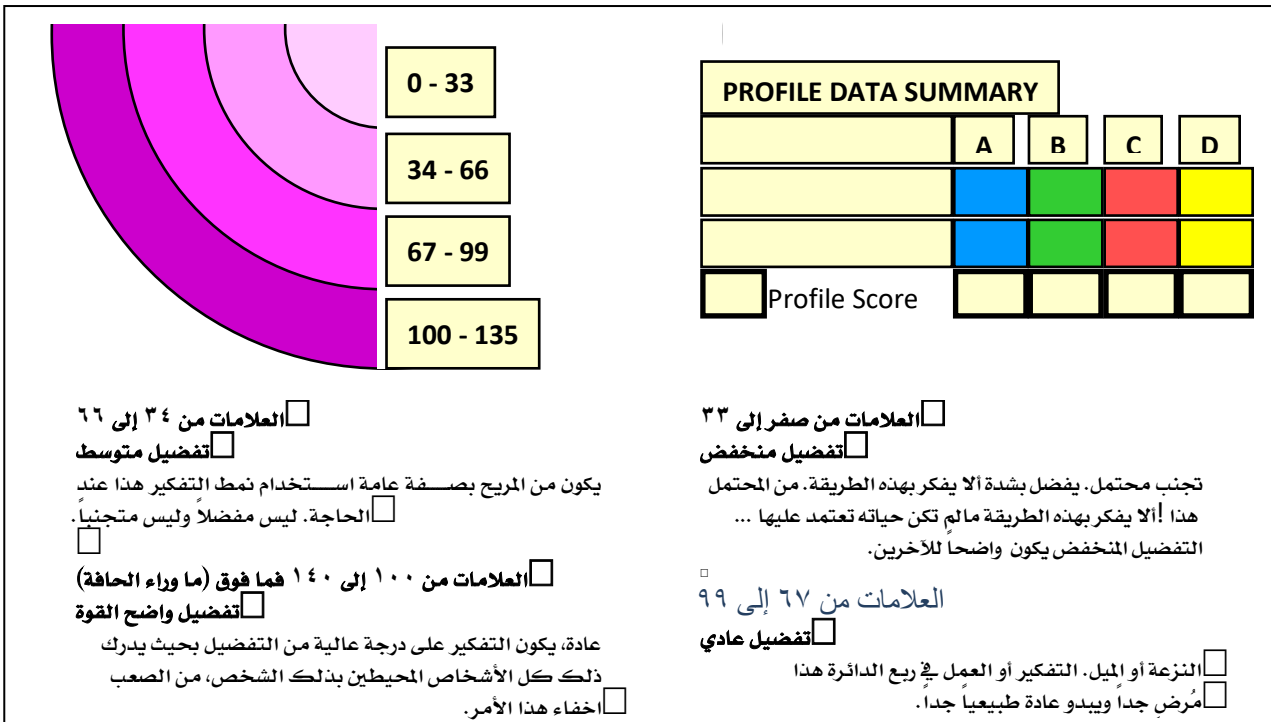 0 - 33
34 - 66
67 - 99
100 - 135
PROFILE DATA SUMMARY
A B C D
Profile Score
العلامات من صفر إلى ٣٣
تفضيل منخفض
تجنب محتمل. يفضل بشدة ألا يفكر بهذه الطريقة. من المحتمل
هذا !ألا يفكر بهذه الطريقة مالم تكن حياته تعتمد عليها ...
التفضيل المنخفض يكون واضحاً للآخرين.
العلامات من ٣٤ إلى ٦٦
تفضيل متوسط
يكون من المريح بصفة عامة استخدام نمط التفكير هذا عند
الحاجة. ليس مفضلاً وليس متجنباً.
العلامات من ٦٧ إلى ٩٩
تفضيل عادي
النزعة أو الميل. التفكير أو العمل في ربع الدائرة هذا
مُرضٍ جداً ويبدو عادة طبيعياً جداً.
العلامات من ١٠٠ إلى ١٤٠ فما فوق (ما وراء الحافة)
تفضيل واضح القوة
عادة، يكون التفكير على درجة عالية من التفضيل بحيث يدرك
ذلك كل الأشخاص المحيطين بذلك الشخص، من الصعب
اخفاء هذا الأمر.